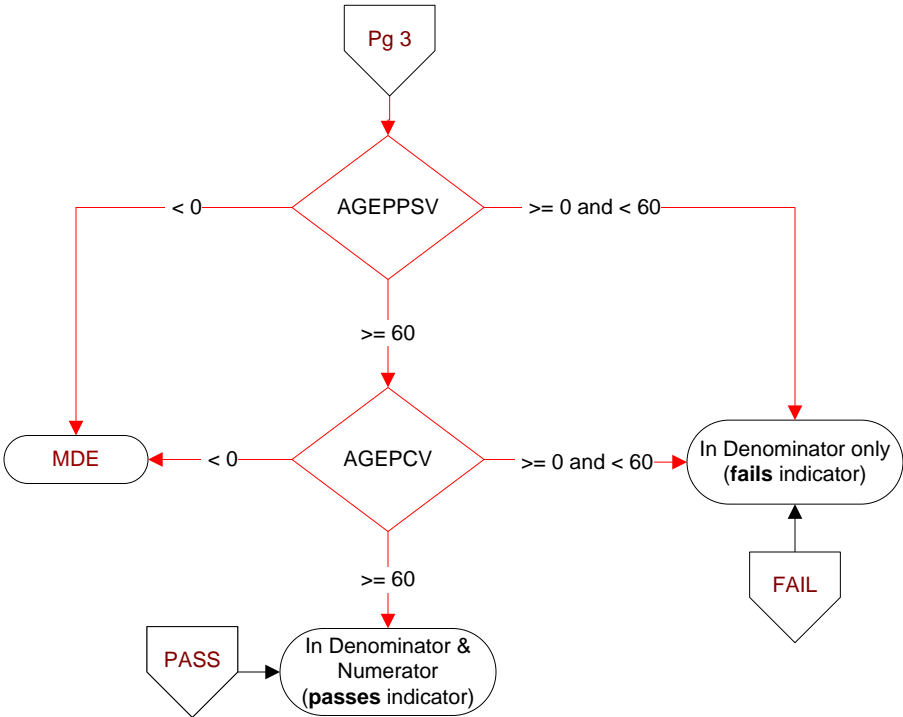 Pg 3
< 0
AGEPPSV
>= 0 and < 60
>= 60
MDE
< 0
AGEPCV
>= 0 and < 60
In Denominator only
(fails indicator)
>= 60
FAIL
PASS
In Denominator &
Numerator
(passes indicator)